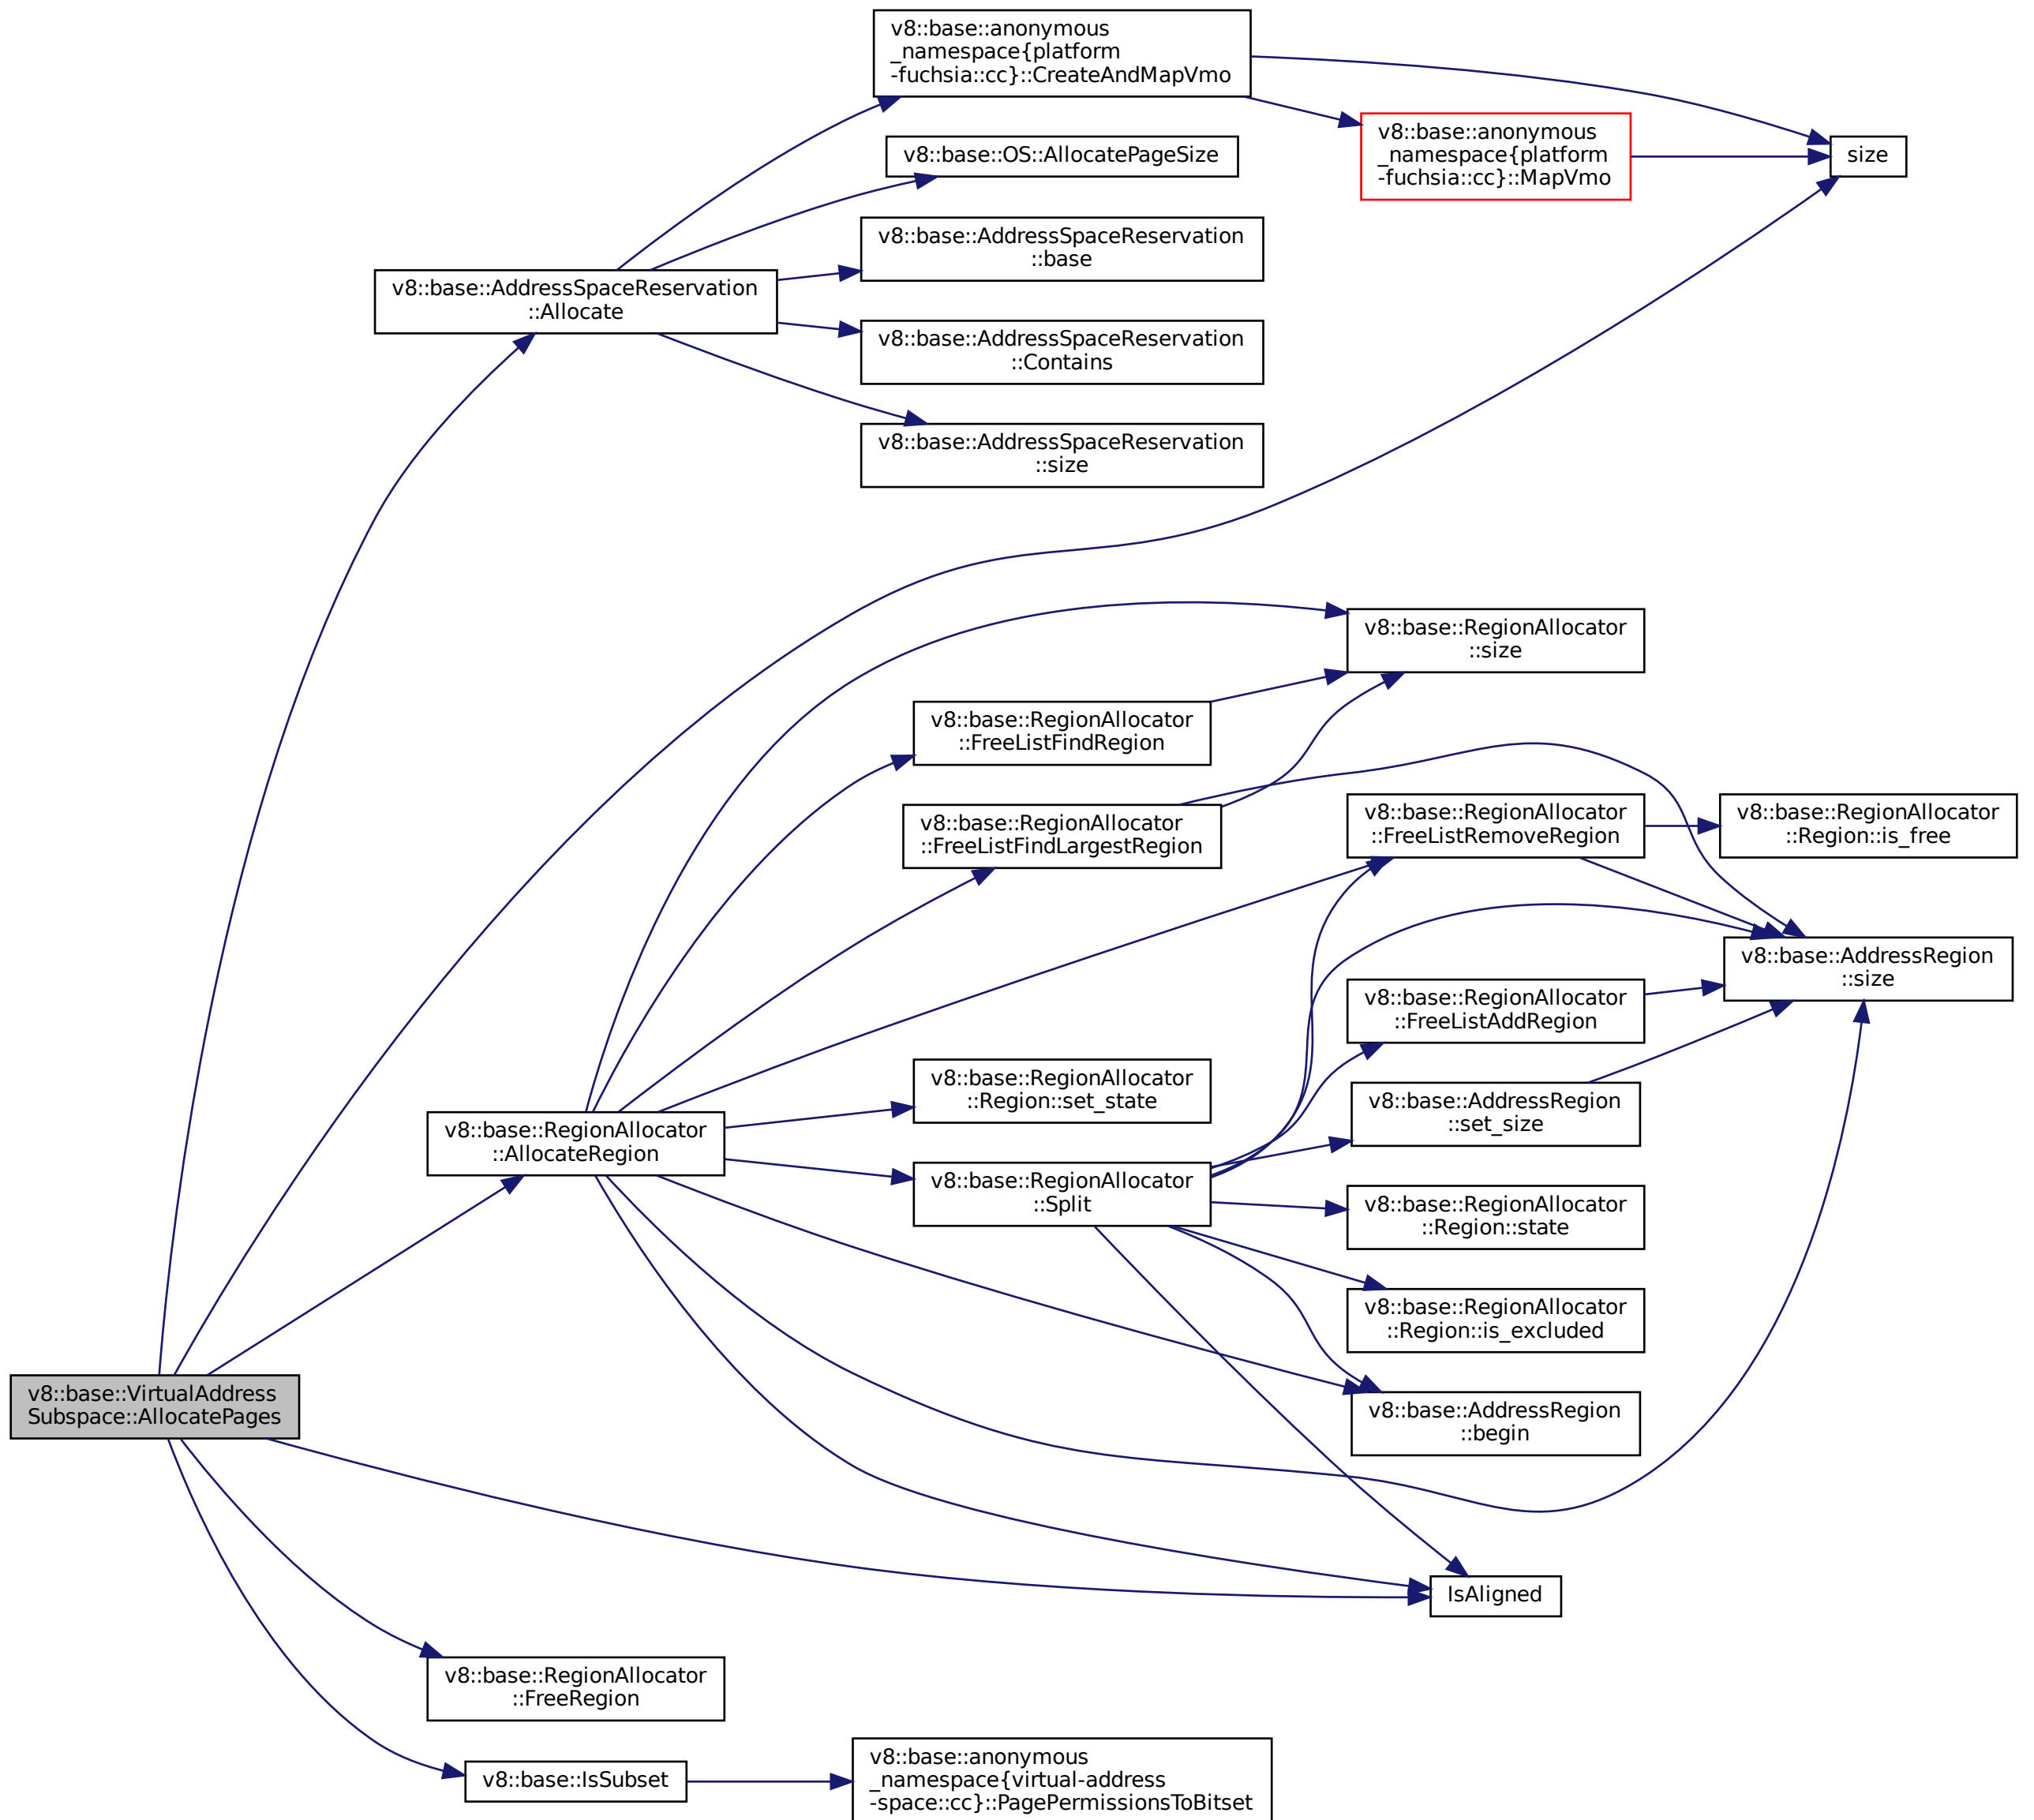 v8::base::anonymous
_namespace{platform
-fuchsia::cc}::CreateAndMapVmo
v8::base::anonymous
_namespace{platform
-fuchsia::cc}::MapVmo
size
v8::base::OS::AllocatePageSize
v8::base::AddressSpaceReservation
::base
v8::base::AddressSpaceReservation
::Allocate
v8::base::AddressSpaceReservation
::Contains
v8::base::AddressSpaceReservation
::size
v8::base::RegionAllocator
::size
v8::base::RegionAllocator
::FreeListFindRegion
v8::base::RegionAllocator
::FreeListFindLargestRegion
v8::base::RegionAllocator
::FreeListRemoveRegion
v8::base::RegionAllocator
::Region::is_free
v8::base::AddressRegion
::size
v8::base::RegionAllocator
::FreeListAddRegion
v8::base::RegionAllocator
::Region::set_state
v8::base::AddressRegion
::set_size
v8::base::RegionAllocator
::AllocateRegion
v8::base::RegionAllocator
::Split
v8::base::RegionAllocator
::Region::state
v8::base::RegionAllocator
::Region::is_excluded
v8::base::VirtualAddress
Subspace::AllocatePages
v8::base::AddressRegion
::begin
IsAligned
v8::base::RegionAllocator
::FreeRegion
v8::base::IsSubset
v8::base::anonymous
_namespace{virtual-address
-space::cc}::PagePermissionsToBitset